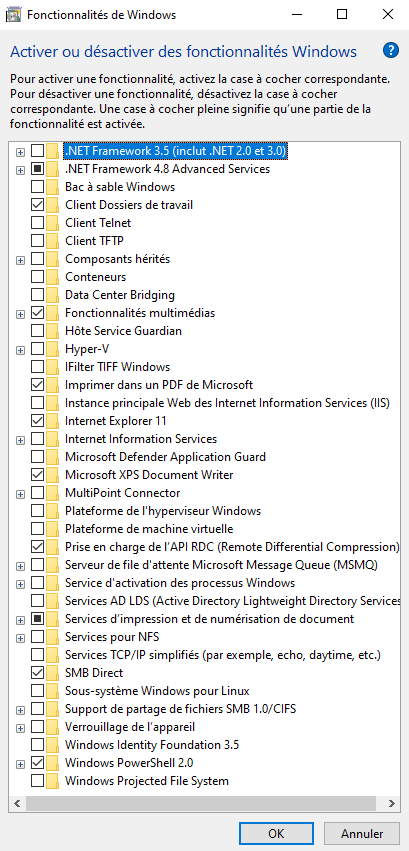 Fonctionnalités de Windows
Activer ou désactiver des fonctionnalités Windows
?
Pour activer une fonctionnalité, activez la case à cocher correspondante.
Pour désactiver une fonctionnalité, désactivez la case à cocher
correspondante. Une case à cocher pleine signifie qu'une partie de la
fonctionnalité est activée.
.NET Framework 3.5 (inclut .NET 2.0 et 3.0)
.NET Framework 4.8 Advanced Services
Bac à sable Windows
Client Dossiers de travail
Client Telnet
Client TFTP
Composants hérités
Conteneurs
Data Center Bridging
Fonctionnalités multimédias
Hôte Service Guardian
Hyper-V
IFilter TIFF Windows
Imprimer dans un PDF de Microsoft
Instance principale Web des Internet Information Services (IIS)
Internet Explorer 11
Internet Information Services
Microsoft Defender Application Guard
Microsoft XPS Document Writer
MultiPoint Connector
Plateforme de l'hyperviseur Windows
Plateforme de machine virtuelle
Prise en charge de l'API RDC (Remote Differential Compression)
Serveur de file d'attente Microsoft Message Queue (MSMQ)
Service d'activation des processus Windows
Services AD LDS (Active Directory Lightweight Directory Services
Services d'impression et de numérisation de document
Services pour NFS
Services TCP/IP simplifiés (par exemple, echo, daytime, etc.)
SMB Direct
Sous-système Windows pour Linux
Support de partage de fichiers SMB 1.0/CIFS
Verrouillage de l'appareil
Windows Identity Foundation 3.5
Windows PowerShell 2.0
Windows Projected File System
OK
Annuler